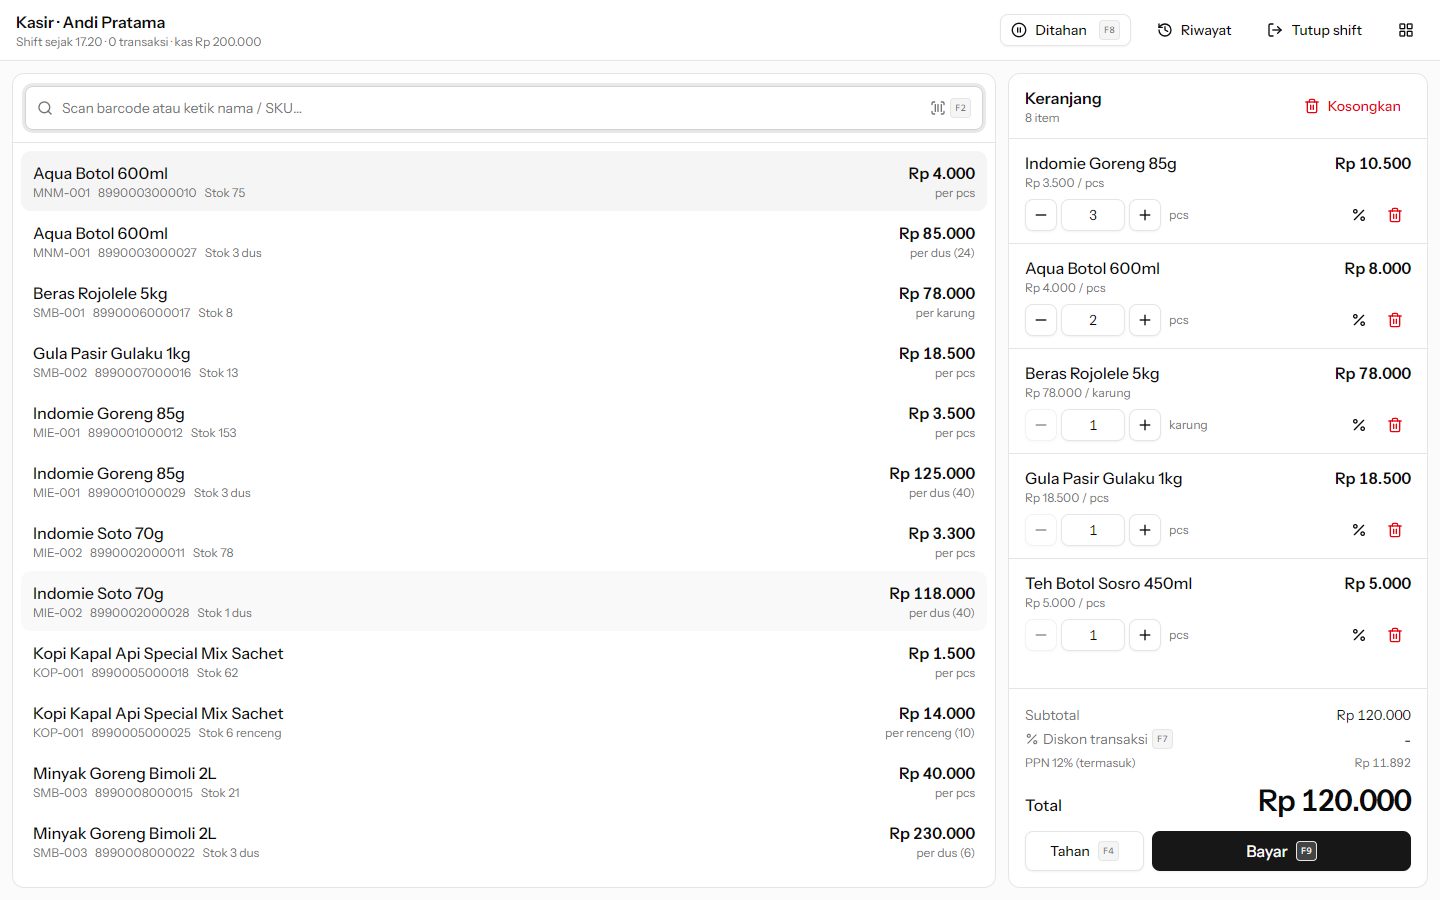 Kasir · Andi Pratama
Shift sejak 17.20 · 0 transaksi · kas Rp 200.000
Ditahan F8
Riwayat
Tutup shift
Scan barcode atau ketik nama / SKU... F2
Aqua Botol 600ml Rp 4.000
MNM-001 8990003000010 Stok 75 per pcs
Aqua Botol 600ml Rp 85.000
MNM-001 8990003000027 Stok 3 dus per dus (24)
Beras Rojolele 5kg Rp 78.000
SMB-001 8990006000017 Stok 8 per karung
Gula Pasir Gulaku 1kg Rp 18.500
SMB-002 8990007000016 Stok 13 per pcs
Indomie Goreng 85g Rp 3.500
MIE-001 8990001000012 Stok 153 per pcs
Indomie Goreng 85g Rp 125.000
MIE-001 8990001000029 Stok 3 dus per dus (40)
Indomie Soto 70g Rp 3.300
MIE-002 8990002000011 Stok 78 per pcs
Indomie Soto 70g Rp 118.000
MIE-002 8990002000028 Stok 1 dus per dus (40)
Kopi Kapal Api Special Mix Sachet Rp 1.500
KOP-001 8990005000018 Stok 62 per pcs
Kopi Kapal Api Special Mix Sachet Rp 14.000
KOP-001 8990005000025 Stok 6 renceng per renceng (10)
Minyak Goreng Bimoli 2L Rp 40.000
SMB-003 8990008000015 Stok 21 per pcs
Minyak Goreng Bimoli 2L Rp 230.000
SMB-003 8990008000022 Stok 3 dus per dus (6)
Keranjang
8 item
Kosongkan
Indomie Goreng 85g Rp 10.500
Rp 3.500 / pcs
− 3 + pcs %
Aqua Botol 600ml Rp 8.000
Rp 4.000 / pcs
− 2 + pcs %
Beras Rojolele 5kg Rp 78.000
Rp 78.000 / karung
− 1 + karung %
Gula Pasir Gulaku 1kg Rp 18.500
Rp 18.500 / pcs
− 1 + pcs %
Teh Botol Sosro 450ml Rp 5.000
Rp 5.000 / pcs
− 1 + pcs %
Subtotal Rp 120.000
% Diskon transaksi F7 -
PPN 12% (termasuk) Rp 11.892
Total Rp 120.000
Tahan F4
Bayar F9